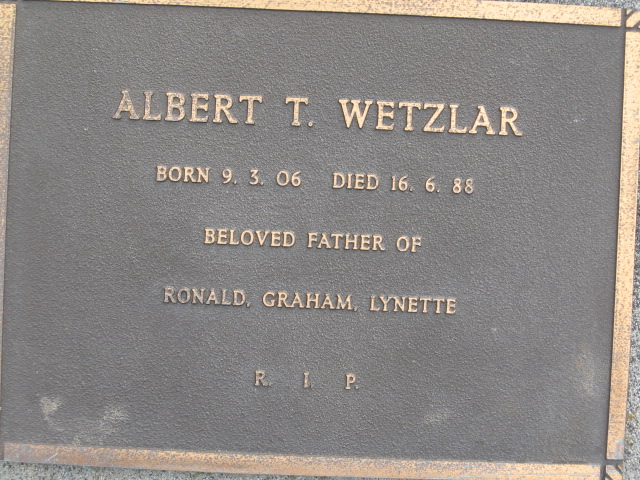 ALBERT T. WETZLAR
BORN 9. 3. 06 DIED 16. 6. 88
BELOVED FATHER OF
RONALD, GRAHAM, LYNETTE
R. I. P.